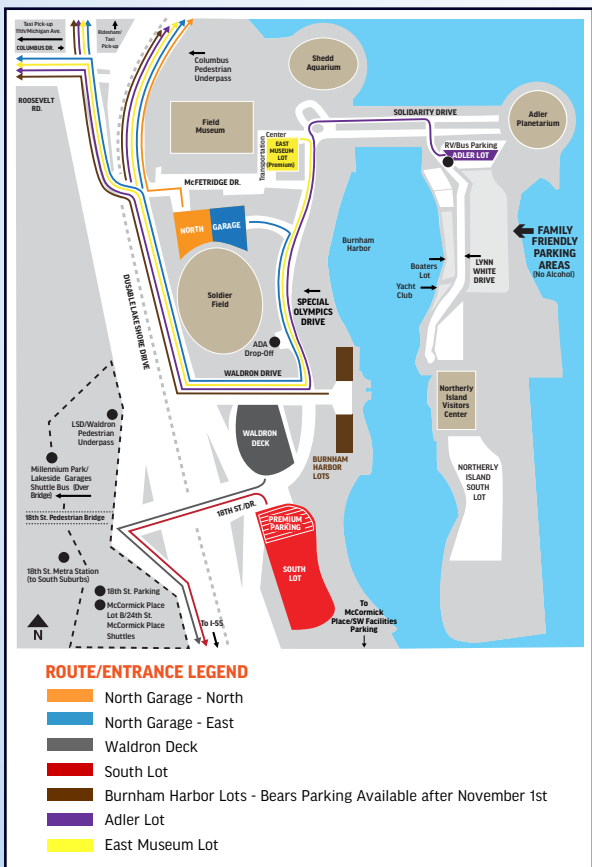 Taxi Pick-up
11th/Michigan Ave.
COLUMBUS DR.
Rideshare/
Taxi
Pick-up
ROOSEVELT
RD.
Columbus
Pedestrian
Underpass
Shedd
Aquarium
Field
Museum
SOLIDARITY DRIVE
Adler
Planetarium
Transportation
Center
EAST
MUSEUM
LOT
(Premium)
RV/Bus Parking
ADLER LOT
McFETRIDGE DR.
NORTH
GARAGE
Burnham
Harbor
FAMILY
FRIENDLY
PARKING
AREAS
(No Alcohol)
Boaters
Lot
LYNN
WHITE
DRIVE
Yacht
Club
DUSABLE LAKE SHORE DRIVE
Soldier
Field
SPECIAL
OLYMPICS
DRIVE
ADA
Drop-Off
WALDRON DRIVE
Northerly
Island
Visitors
Center
LSD/Waldron
Pedestrian
Underpass
WALDRON
DECK
BURNHAM
HARBOR
LOTS
Millennium Park/
Lakeside Garages
Shuttle Bus (Over
Bridge)
NORTHERLY
ISLAND
SOUTH
LOT
18th St. Pedestrian Bridge
18TH ST./DR.
PREMIUM
PARKING
SOUTH
LOT
18th St. Metra Station
(to South Suburbs)
18th St. Parking
McCormick Place
Lot B/24th St.
McCormick Place
Shuttles
To I-55
To
McCormick
Place/SW Facilities
Parking
N
ROUTE/ENTRANCE LEGEND
North Garage - North
North Garage - East
Waldron Deck
South Lot
Burnham Harbor Lots - Bears Parking Available after November 1st
Adler Lot
East Museum Lot